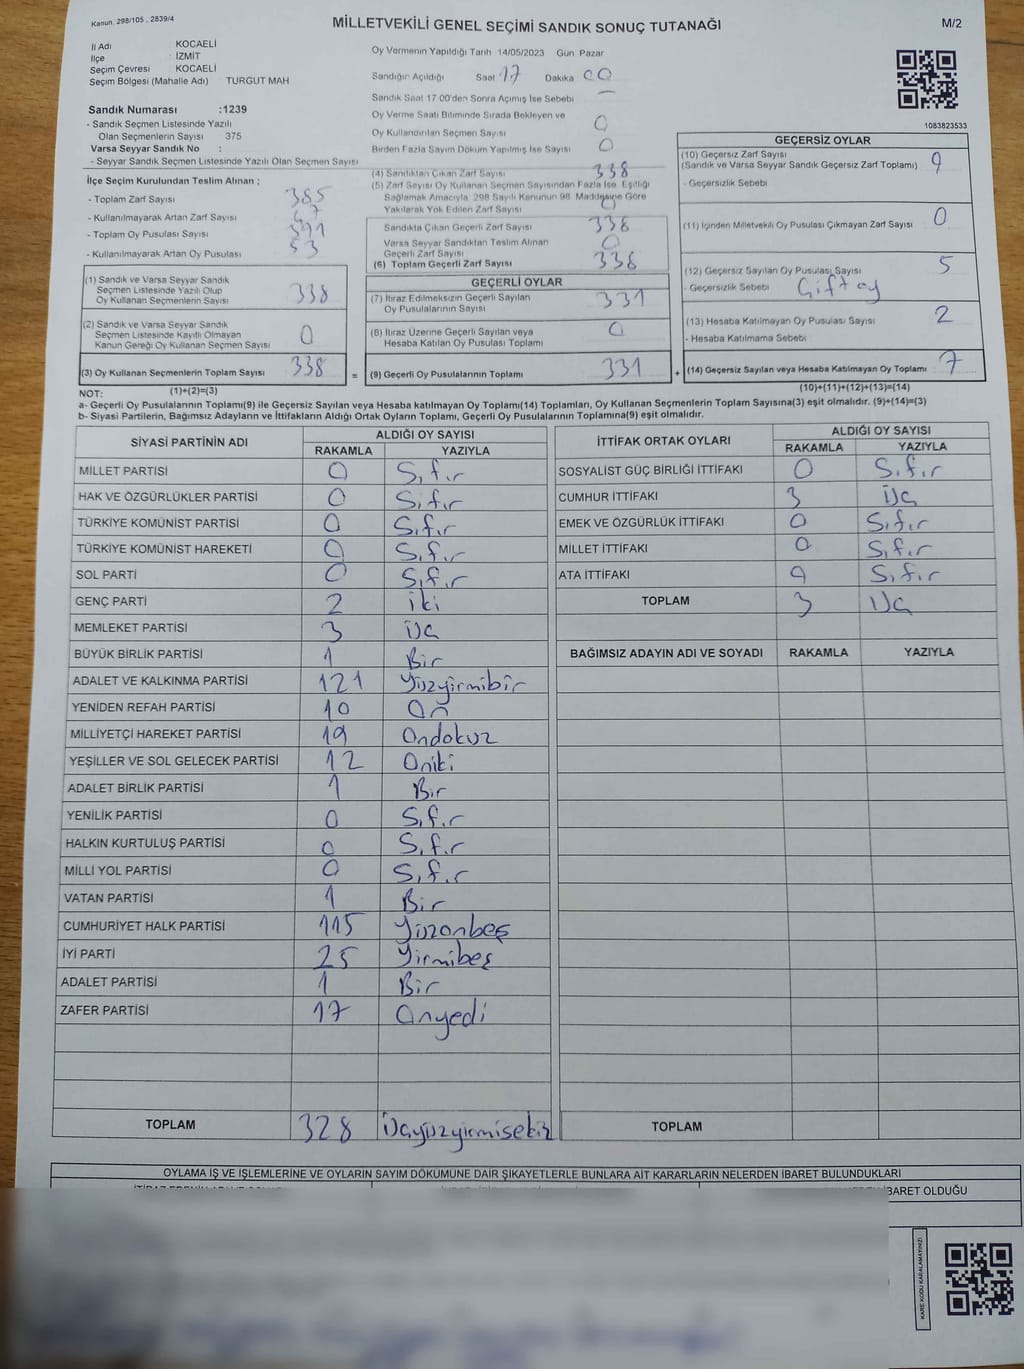 Kanun. 298/105 , 2839/4
MİLLETVEKİLİ GENEL SEÇİMİ SANDIK SONUÇ TUTANAĞI
M/2
İl Adı KOCAELİ
İlçe İZMİT
Seçim Çevresi KOCAELİ
Seçim Bölgesi (Mahalle Adı) TURGUT MAH
Sandık Numarası :1239
- Sandık Seçmen Listesinde Yazılı
Olan Seçmenlerin Sayısı 375
Varsa Seyyar Sandık No :
- Seyyar Sandık Seçmen Listesinde Yazılı Olan Seçmen Sayısı
İlçe Seçim Kurulundan Teslim Alınan ;
- Toplam Zarf Sayısı 385
- Kullanılmayarak Artan Zarf Sayısı 47
- Toplam Oy Pusulası Sayısı 391
- Kullanılmayarak Artan Oy Pusulası 53
Oy Vermenin Yapıldığı Tarih 14/05/2023 Gün Pazar
Sandığın Açıldığı Saat 17 Dakika 00
Sandık Saat 17 00'den Sonra Açımış İse Sebebi —
Oy Verme Saati Bitiminde Sırada Bekleyen ve
Oy Kullandırılan Seçmen Sayısı 0
Birden Fazla Sayım Döküm Yapılmış İse Sayısı 0
(4) Sandıktan Çıkan Zarf Sayısı 338
(5) Zarf Sayısı Oy Kullanan Seçmen Sayısından Fazla İse Eşitliği
Sağlamak Amacıyla 298 Sayılı Kanunun 98. Maddesine Göre
Yakılarak Yok Edilen Zarf Sayısı 0
Sandıkta Çıkan Geçerli Zarf Sayısı 338
Varsa Seyyar Sandıktan Teslim Alınan
Geçerli Zarf Sayısı 0
(6) Toplam Geçerli Zarf Sayısı 338
1083823533
GEÇERSİZ OYLAR
(10) Geçersiz Zarf Sayısı
(Sandık ve Varsa Seyyar Sandık Geçersiz Zarf Toplamı) 0
- Geçersizlik Sebebi
(11) İçinden Milletvekili Oy Pusulası Çıkmayan Zarf Sayısı 0
(12) Geçersiz Sayılan Oy Pusulası Sayısı 5
- Geçersizlik Sebebi Çift oy
(13) Hesaba Katılmayan Oy Pusulası Sayısı 2
- Hesaba Katılmama Sebebi
(14) Geçersiz Sayılan veya Hesaba Katılmayan Oy Toplamı 7
(10)+(11)+(12)+(13)=(14)
(1) Sandık ve Varsa Seyyar Sandık
Seçmen Listesinde Yazılı Olup
Oy Kullanan Seçmenlerin Sayısı 338
(2) Sandık ve Varsa Seyyar Sandık
Seçmen Listesinde Kayıtlı Olmayan
Kanun Gereği Oy Kullanan Seçmen Sayısı 0
(3) Oy Kullanan Seçmenlerin Toplam Sayısı 338 =
GEÇERLİ OYLAR
(7) İtiraz Edilmeksizin Geçerli Sayılan
Oy Pusulalarının Sayısı 331
(8) İtiraz Üzerine Geçerli Sayılan veya
Hesaba Katılan Oy Pusulası Toplamı 0
(9) Geçerli Oy Pusulalarının Toplamı 331 +
NOT: (1)+(2)=(3)
a- Geçerli Oy Pusulalarının Toplamı(9) ile Geçersiz Sayılan veya Hesaba katılmayan Oy Toplam(14) Toplamları, Oy Kullanan Seçmenlerin Toplam Sayısına(3) eşit olmalıdır. (9)+(14)=(3)
b- Siyasi Partilerin, Bağımsız Adayların ve İttifakların Aldığı Ortak Oyların Toplamı, Geçerli Oy Pusulalarının Toplamına(9) eşit olmalıdır.
SİYASİ PARTİNİN ADI ALDIĞI OY SAYISI
RAKAMLA YAZIYLA
MİLLET PARTİSİ 0 Sıfır
HAK VE ÖZGÜRLÜKLER PARTİSİ 0 Sıfır
TÜRKİYE KOMÜNİST PARTİSİ 0 Sıfır
TÜRKİYE KOMÜNİST HAREKETİ 0 Sıfır
SOL PARTİ 0 Sıfır
GENÇ PARTİ 2 iki
MEMLEKET PARTİSİ 3 Üç
BÜYÜK BİRLİK PARTİSİ 1 Bir
ADALET VE KALKINMA PARTİSİ 121 Yüzyirmibir
YENİDEN REFAH PARTİSİ 10 On
MİLLİYETÇİ HAREKET PARTİSİ 19 Ondokuz
YEŞİLLER VE SOL GELECEK PARTİSİ 12 Oniki
ADALET BİRLİK PARTİSİ 1 Bir
YENİLİK PARTİSİ 0 Sıfır
HALKIN KURTULUŞ PARTİSİ 0 Sıfır
MİLLİ YOL PARTİSİ 0 Sıfır
VATAN PARTİSİ 1 Bir
CUMHURİYET HALK PARTİSİ 115 Yüzonbeş
İYİ PARTİ 25 Yirmibeş
ADALET PARTİSİ 1 Bir
ZAFER PARTİSİ 17 Onyedi
TOPLAM 328 Üçyüzyirmisekiz
İTTİFAK ORTAK OYLARI ALDIĞI OY SAYISI
RAKAMLA YAZIYLA
SOSYALİST GÜÇ BİRLİĞİ İTTİFAKI 0 Sıfır
CUMHUR İTTİFAKI 3 Üç
EMEK VE ÖZGÜRLÜK İTTİFAKI 0 Sıfır
MİLLET İTTİFAKI 0 Sıfır
ATA İTTİFAKI 0 Sıfır
TOPLAM 3 Üç
BAĞIMSIZ ADAYIN ADI VE SOYADI RAKAMLA YAZIYLA
TOPLAM
OYLAMA İŞ VE İŞLEMLERİNE VE OYLARIN SAYIM DÖKÜMÜNE DAİR ŞİKAYETLERLE BUNLARA AİT KARARLARIN NELERDEN İBARET BULUNDUKLARI
İBARET OLDUĞU
KARE KODU KARALAMAYINIZ!